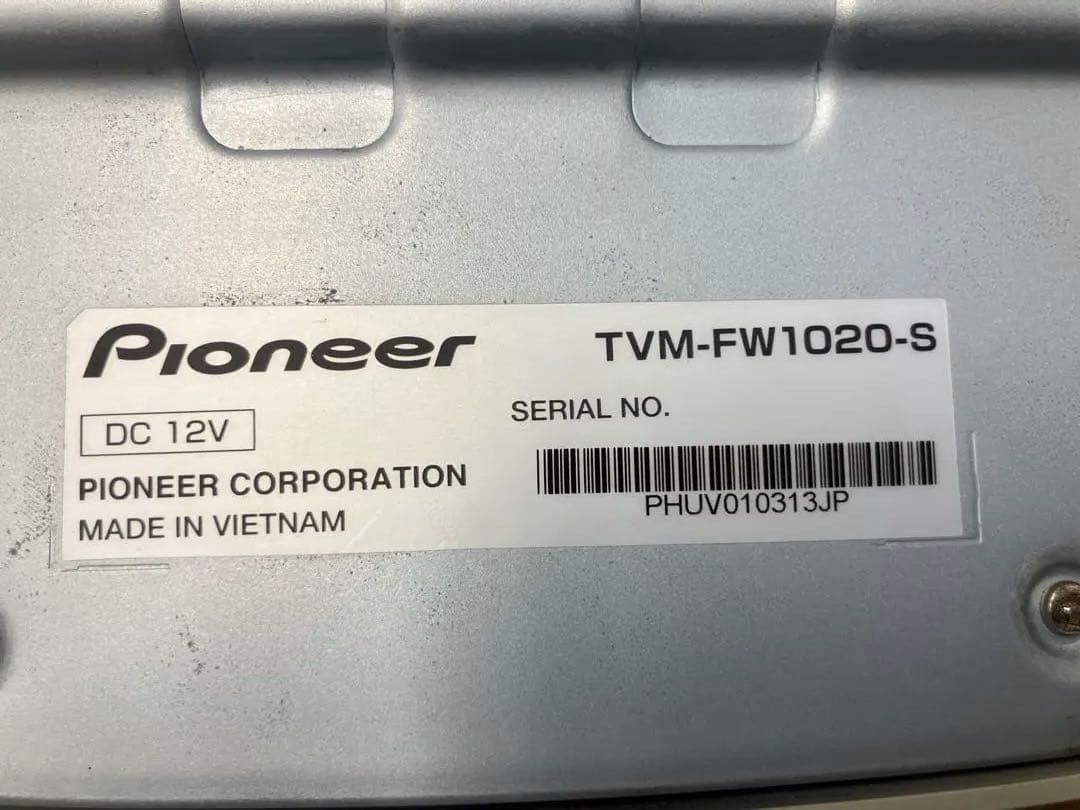 Pioneer
TVM-FW1020-S
DC 12V
SERIAL NO.
PIONEER CORPORATION
PHUV010313JP
MADE IN VIETNAM